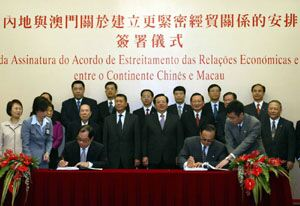 內地與澳門關於建立更緊密經貿關係的安排
簽署儀式
da Assinatura do Acordo de Estreitamento das Relações Económicas e
entre o Continente Chinês e Macau